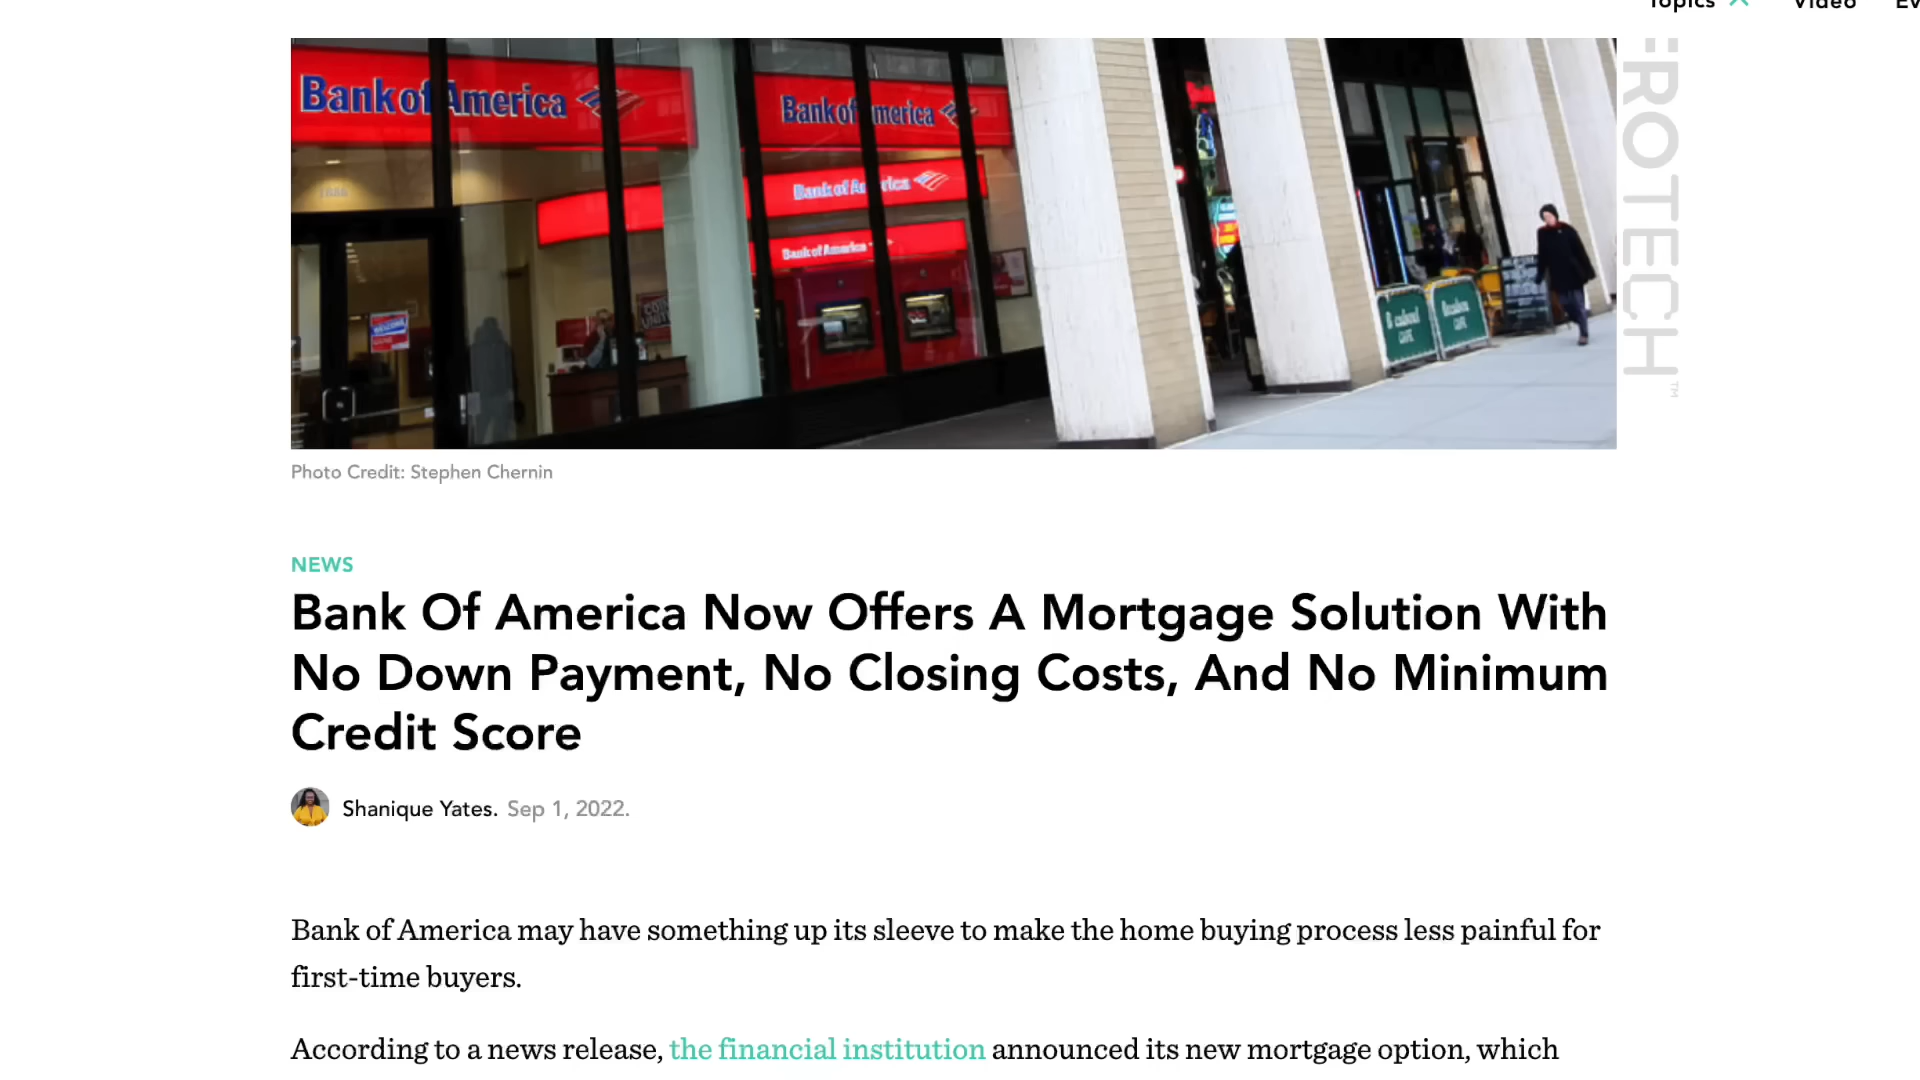 Topics Video Ev
Bank of America
Bank of America
Bank of America
Bank of America
ROTECH™
Photo Credit: Stephen Chernin
NEWS
Bank Of America Now Offers A Mortgage Solution With
No Down Payment, No Closing Costs, And No Minimum
Credit Score
Shanique Yates. Sep 1, 2022.
Bank of America may have something up its sleeve to make the home buying process less painful for
first-time buyers.
According to a news release, the financial institution announced its new mortgage option, which